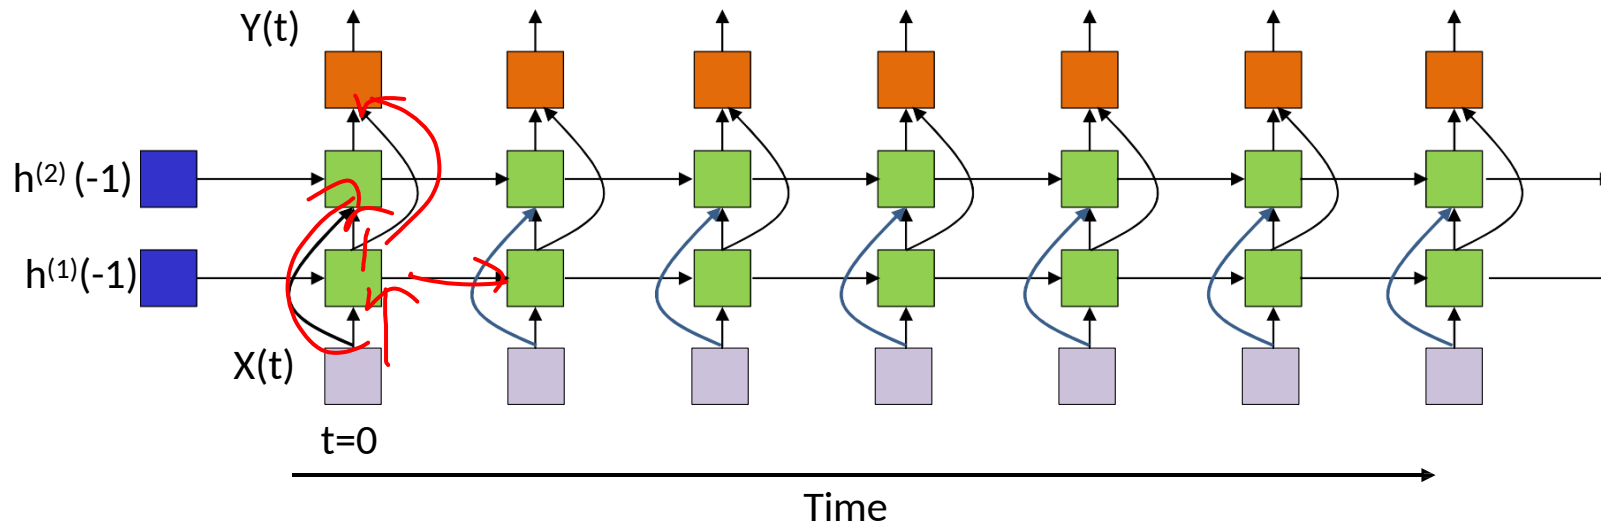 Y(t)
h⁽²⁾ (-1)
h⁽¹⁾(-1)
X(t)
t=0
Time